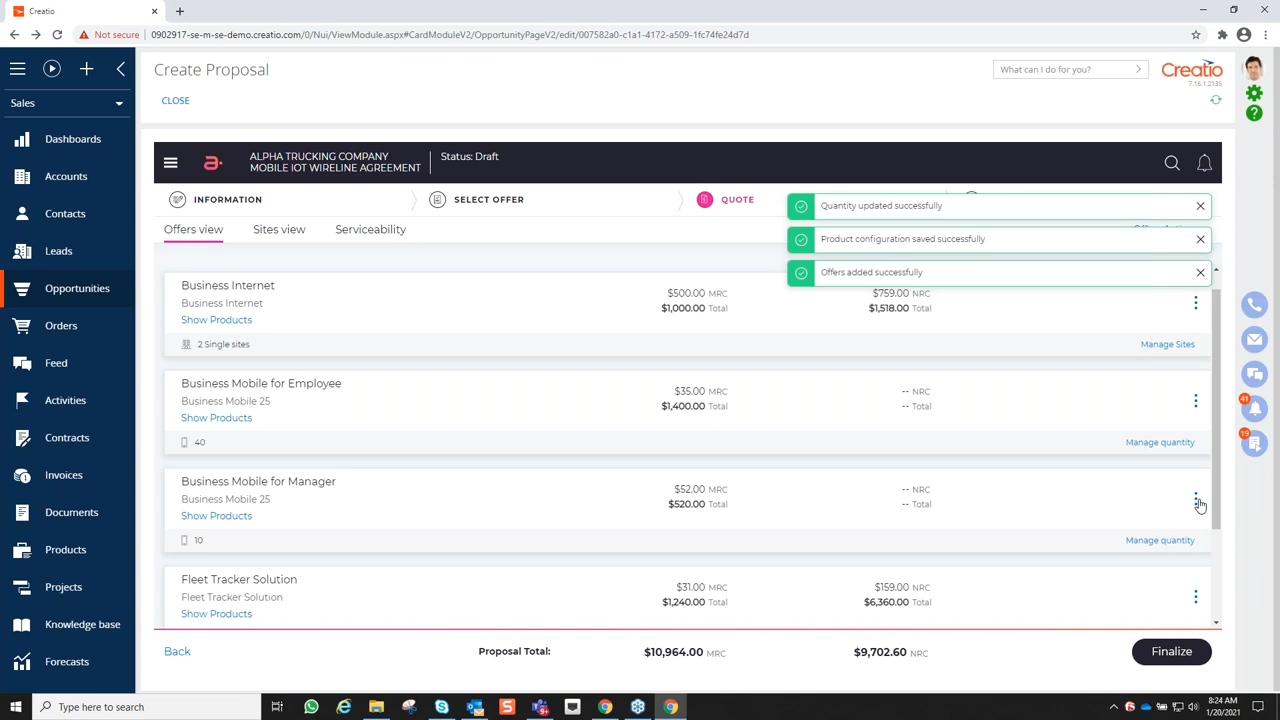 Creatio
Not secure
0902917-se-m-se-demo.creatio.com/0/Nui/ViewModule.aspx#CardModuleV2/OpportunityPageV2/edit/007582a0-c1a1-4172-a509-1fc74fe24d7d
Create Proposal
What can I do for you?
Creatio
7.16.1.2135
CLOSE
Sales
Dashboards
Accounts
Contacts
Leads
Opportunities
Orders
Feed
Activities
Contracts
Invoices
Documents
Products
Projects
Knowledge base
Forecasts
ALPHA TRUCKING COMPANY
MOBILE IOT WIRELINE AGREEMENT
Status: Draft
INFORMATION
SELECT OFFER
QUOTE
Offers view
Sites view
Serviceability
Quantity updated successfully
Product configuration saved successfully
Offers added successfully
Business Internet
Business Internet
Show Products
$500.00 MRC
$1,000.00 Total
$759.00 NRC
$1,518.00 Total
2 Single sites
Manage Sites
Business Mobile for Employee
Business Mobile 25
Show Products
$35.00 MRC
$1,400.00 Total
-- NRC
-- Total
40
Manage quantity
Business Mobile for Manager
Business Mobile 25
Show Products
$52.00 MRC
$520.00 Total
-- NRC
-- Total
10
Manage quantity
Fleet Tracker Solution
Fleet Tracker Solution
Show Products
$31.00 MRC
$1,240.00 Total
$159.00 NRC
$6,360.00 Total
Back
Proposal Total:
$10,964.00 MRC
$9,702.60 NRC
Finalize
41
19
Type here to search
8:24 AM
1/20/2021